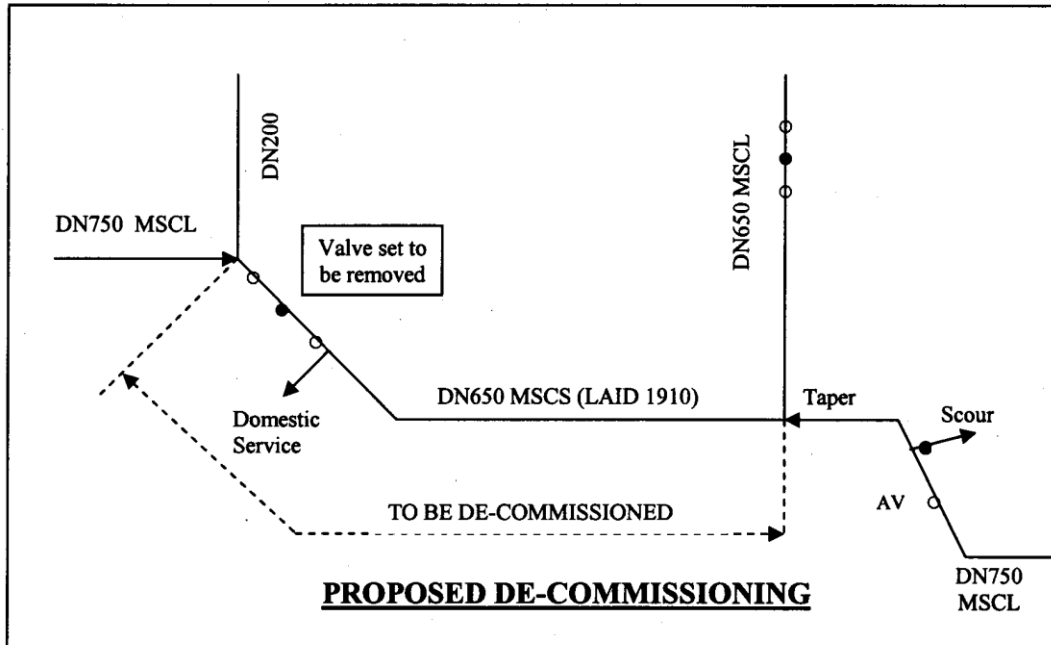 DN200
DN650 MSCL
DN750 MSCL
Valve set to
be removed
Domestic
Service
DN650 MSCS (LAID 1910)
Taper
Scour
AV
TO BE DE-COMMISSIONED
DN750
MSCL
PROPOSED DE-COMMISSIONING